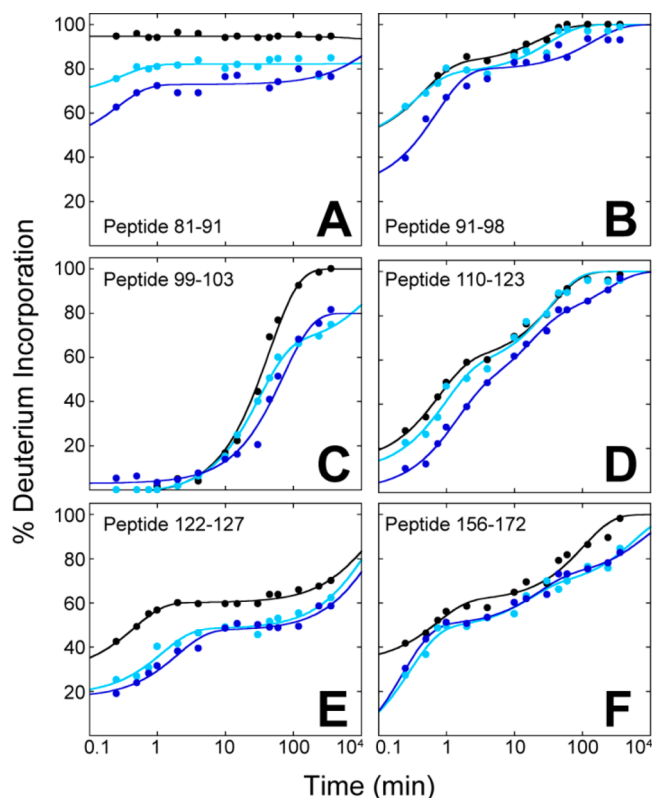 % Deuterium Incorporation
100
80
60
40
20
Peptide 81-91
A
Peptide 91-98
B
100
80
60
40
20
Peptide 99-103
C
Peptide 110-123
D
100
80
60
40
20
Peptide 122-127
E
Peptide 156-172
F
0.1 1 10 100 10⁴ 0.1 1 10 100 10⁴
Time (min)